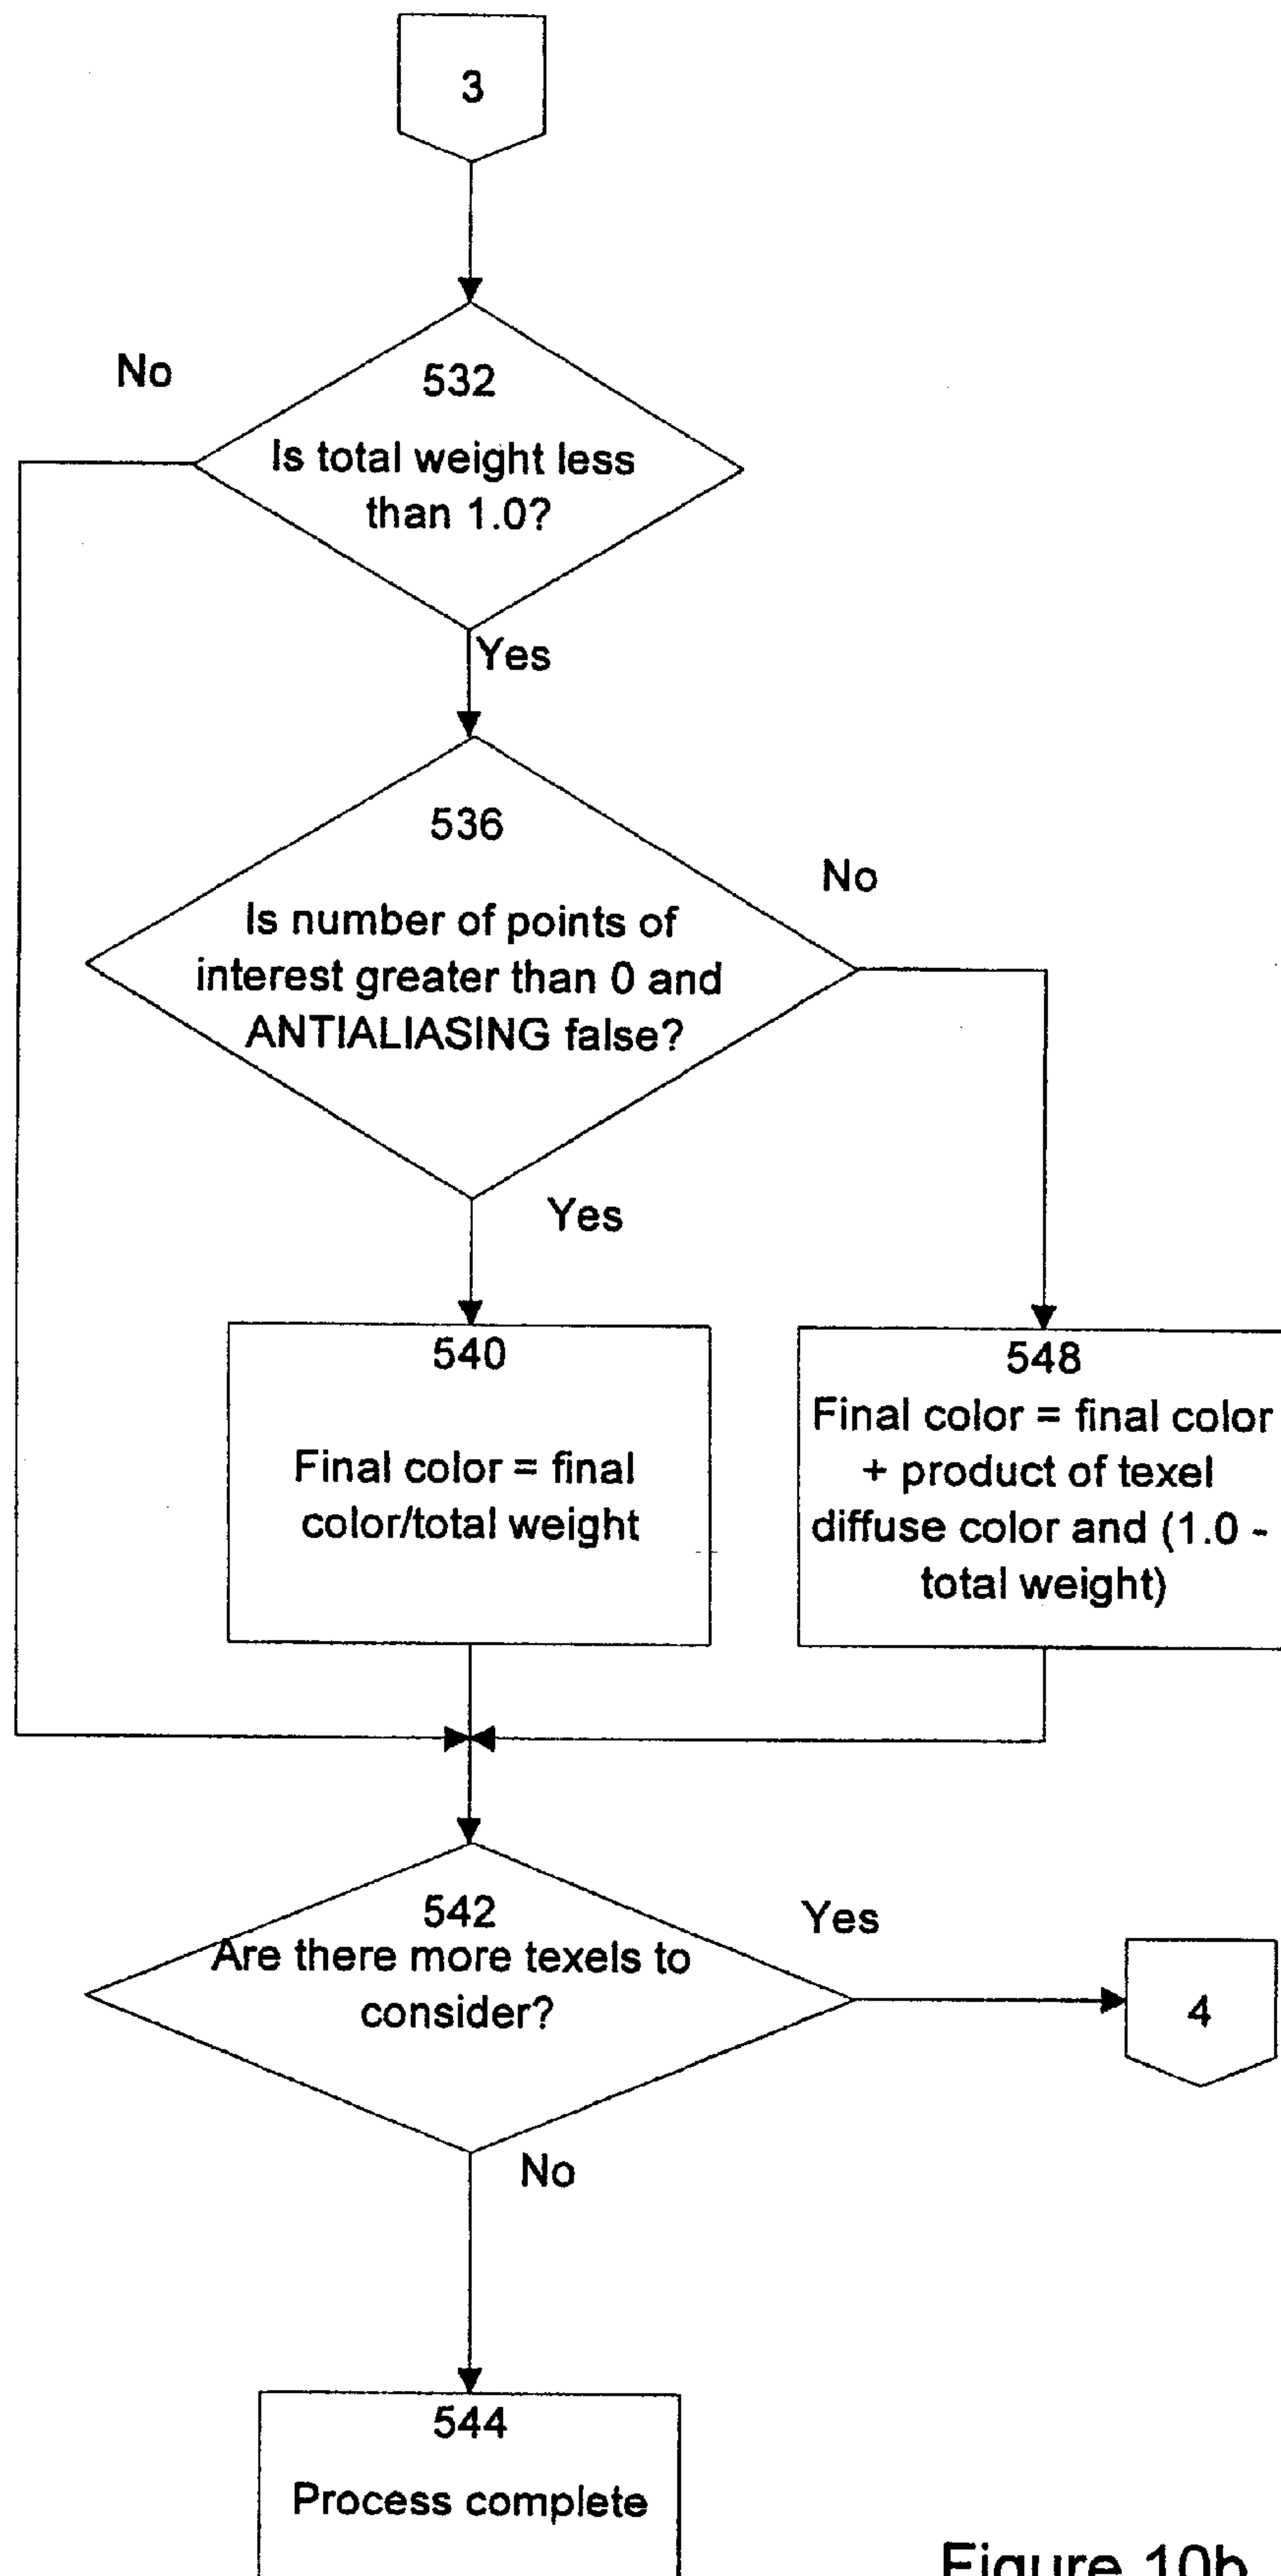 3
No
532
Is total weight less
than 1.0?
Yes
536
No
Is number of points of
interest greater than 0 and
ANTIALIASING false?
Yes
540
Final color = final
color/total weight
548
Final color = final color
+ product of texel
diffuse color and (1.0 -
total weight)
542
Are there more texels to
consider?
Yes
4
No
544
Process complete
Figure 10b